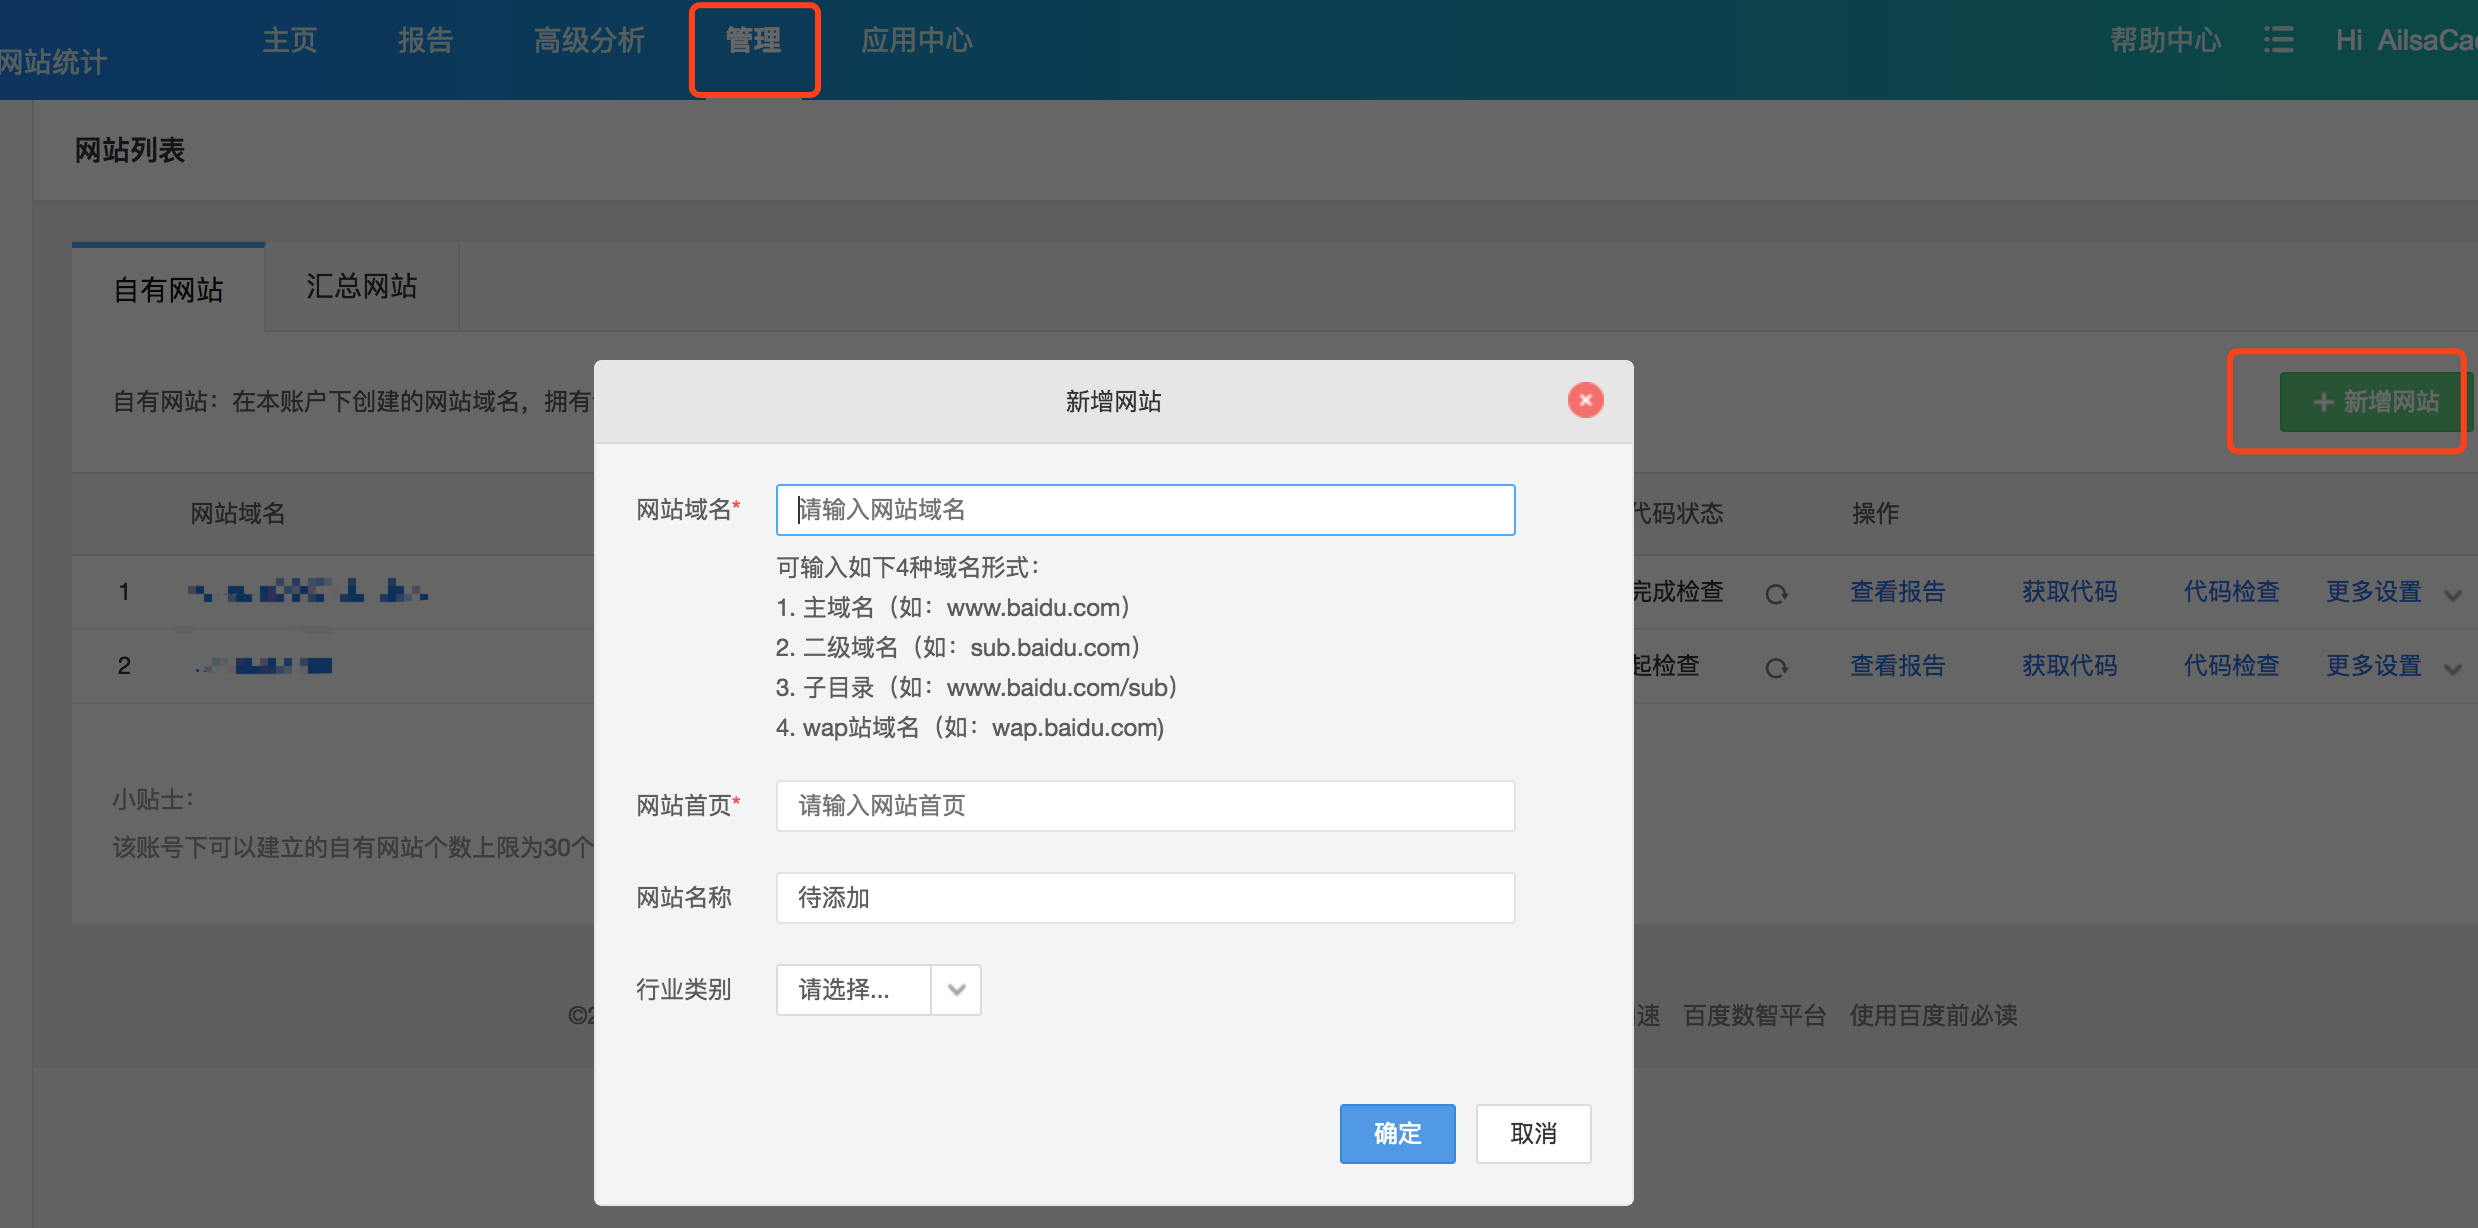 主页 报告 高级分析 管理 应用中心 帮助中心 Hi AilsaCao
网站统计
网站列表
自有网站 汇总网站
自有网站：在本账户下创建的网站域名，拥有
+ 新增网站
网站域名 代码状态 操作
1 完成检查 查看报告 获取代码 代码检查 更多设置
2 起检查 查看报告 获取代码 代码检查 更多设置
小贴士：
该账号下可以建立的自有网站个数上限为30个
新增网站
网站域名* 请输入网站域名
可输入如下4种域名形式：
1. 主域名（如：www.baidu.com）
2. 二级域名（如：sub.baidu.com）
3. 子目录（如：www.baidu.com/sub）
4. wap站域名（如：wap.baidu.com)
网站首页* 请输入网站首页
网站名称 待添加
行业类别 请选择...
确定 取消
©2 速 百度数智平台 使用百度前必读